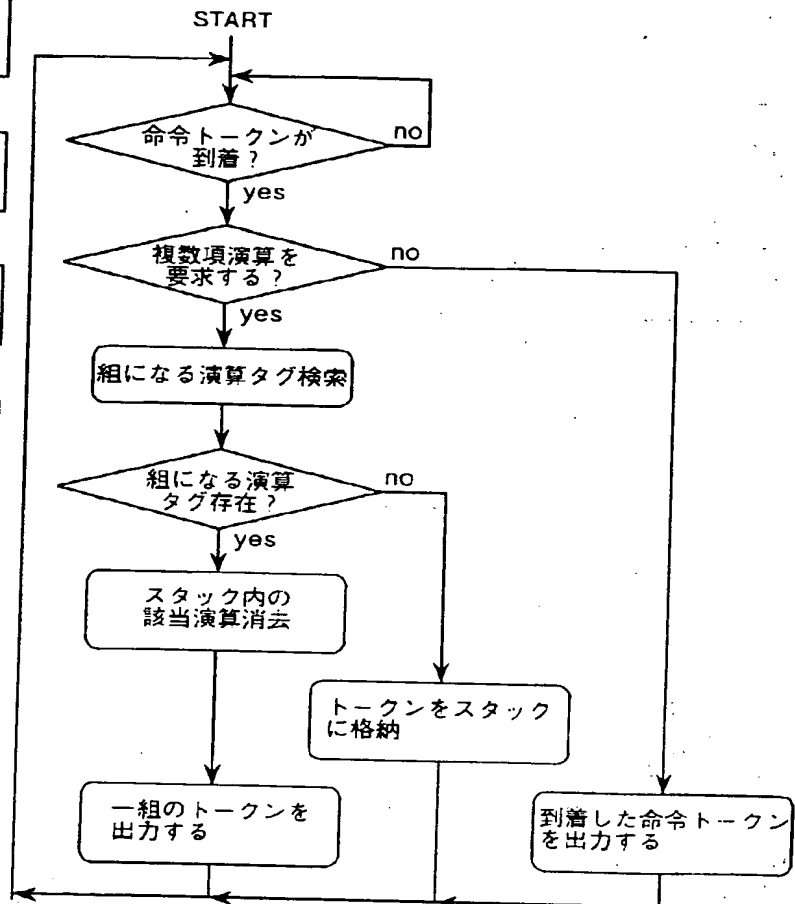 START
命令トークンが
到着？
no
yes
複数項演算を
要求する？
no
yes
組になる演算タグ検索
組になる演算
タグ存在？
no
yes
スタック内の
該当演算消去
トークンをスタック
に格納
一組のトークンを
出力する
到着した命令トークン
を出力する